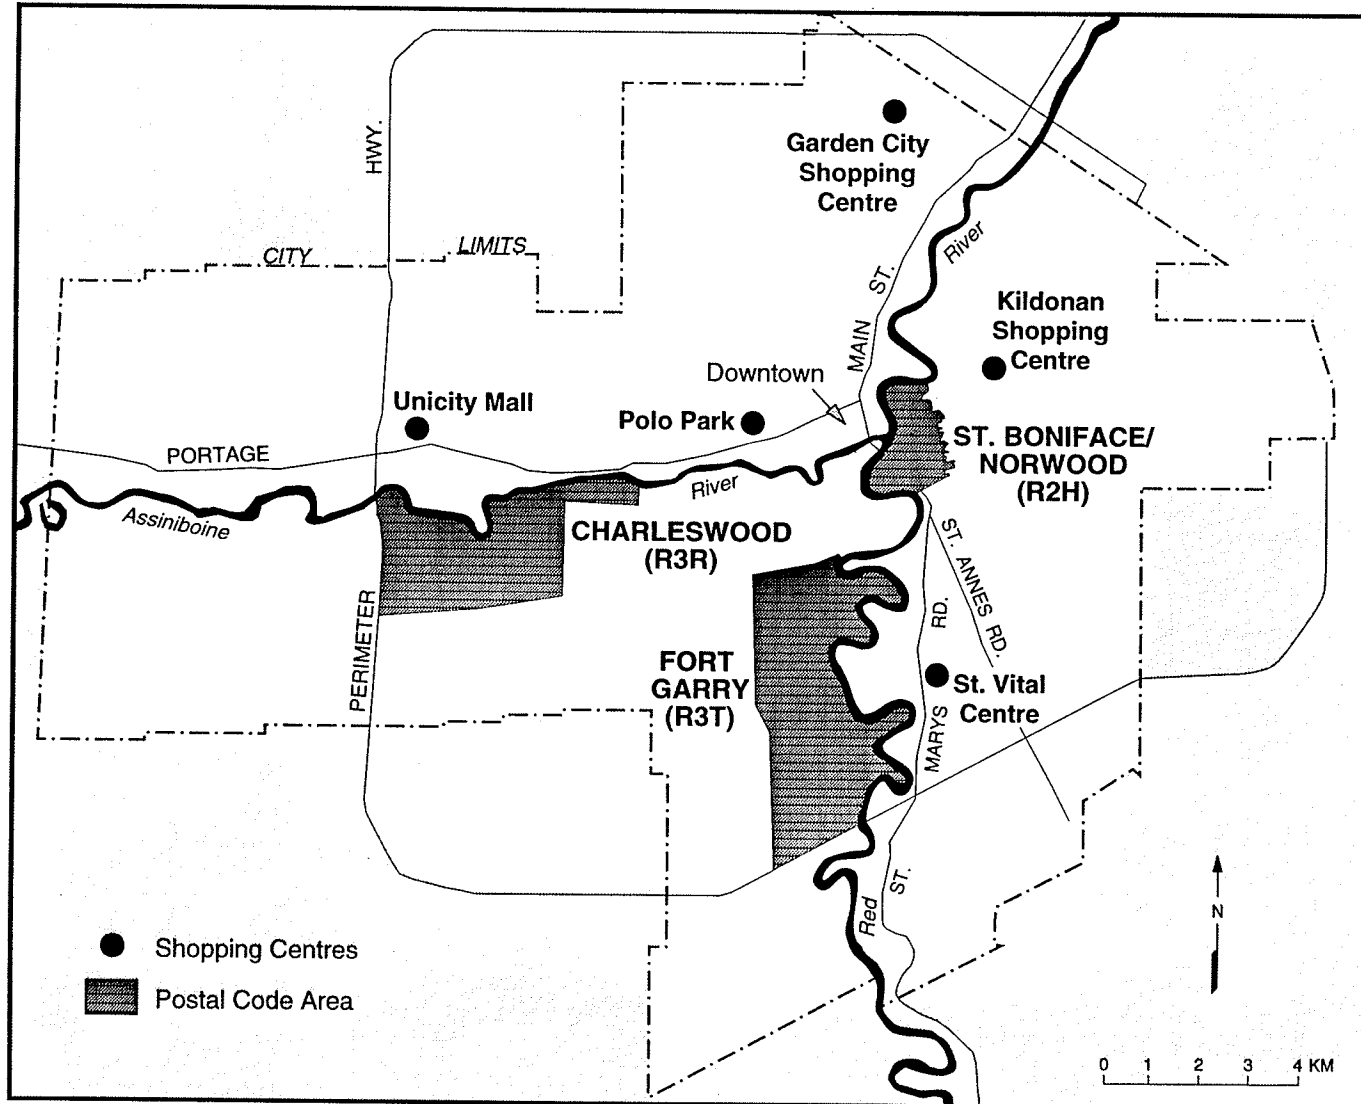 HWY.
Garden City
Shopping
Centre
CITY LIMITS
River
ST.
MAIN
Kildonan
Shopping
Centre
Downtown
Unicity Mall
Polo Park
PORTAGE
ST. BONIFACE/
NORWOOD
(R2H)
River
Assiniboine
CHARLESWOOD
(R3R)
ST. ANNES RD.
RD.
PERIMETER
FORT
GARRY
(R3T)
St. Vital
Centre
MARYS
ST.
Red
N
Shopping Centres
Postal Code Area
0 1 2 3 4 KM